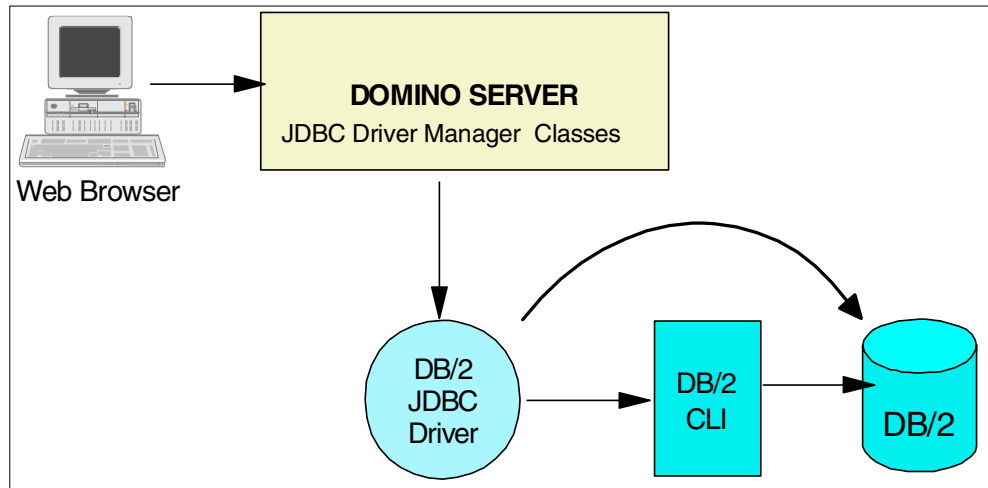 DOMINO SERVER
JDBC Driver Manager Classes
Web Browser
DB/2
JDBC
Driver
DB/2
CLI
DB/2